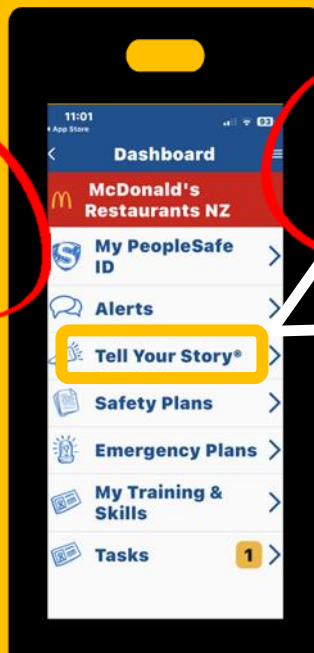 11:01
93
App Store
Dashboard
McDonald's
Restaurants NZ
My PeopleSafe
ID
Alerts
Tell Your Story®
Safety Plans
Emergency Plans
My Training &
Skills
Tasks
1